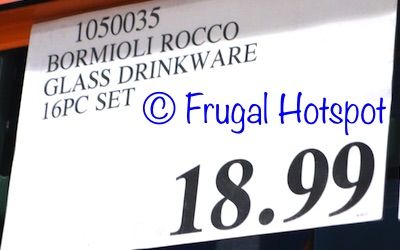 1050035
BORMIOLI ROCCO
GLASS DRINKWARE
16PC SET
© Frugal Hotspot
18.99